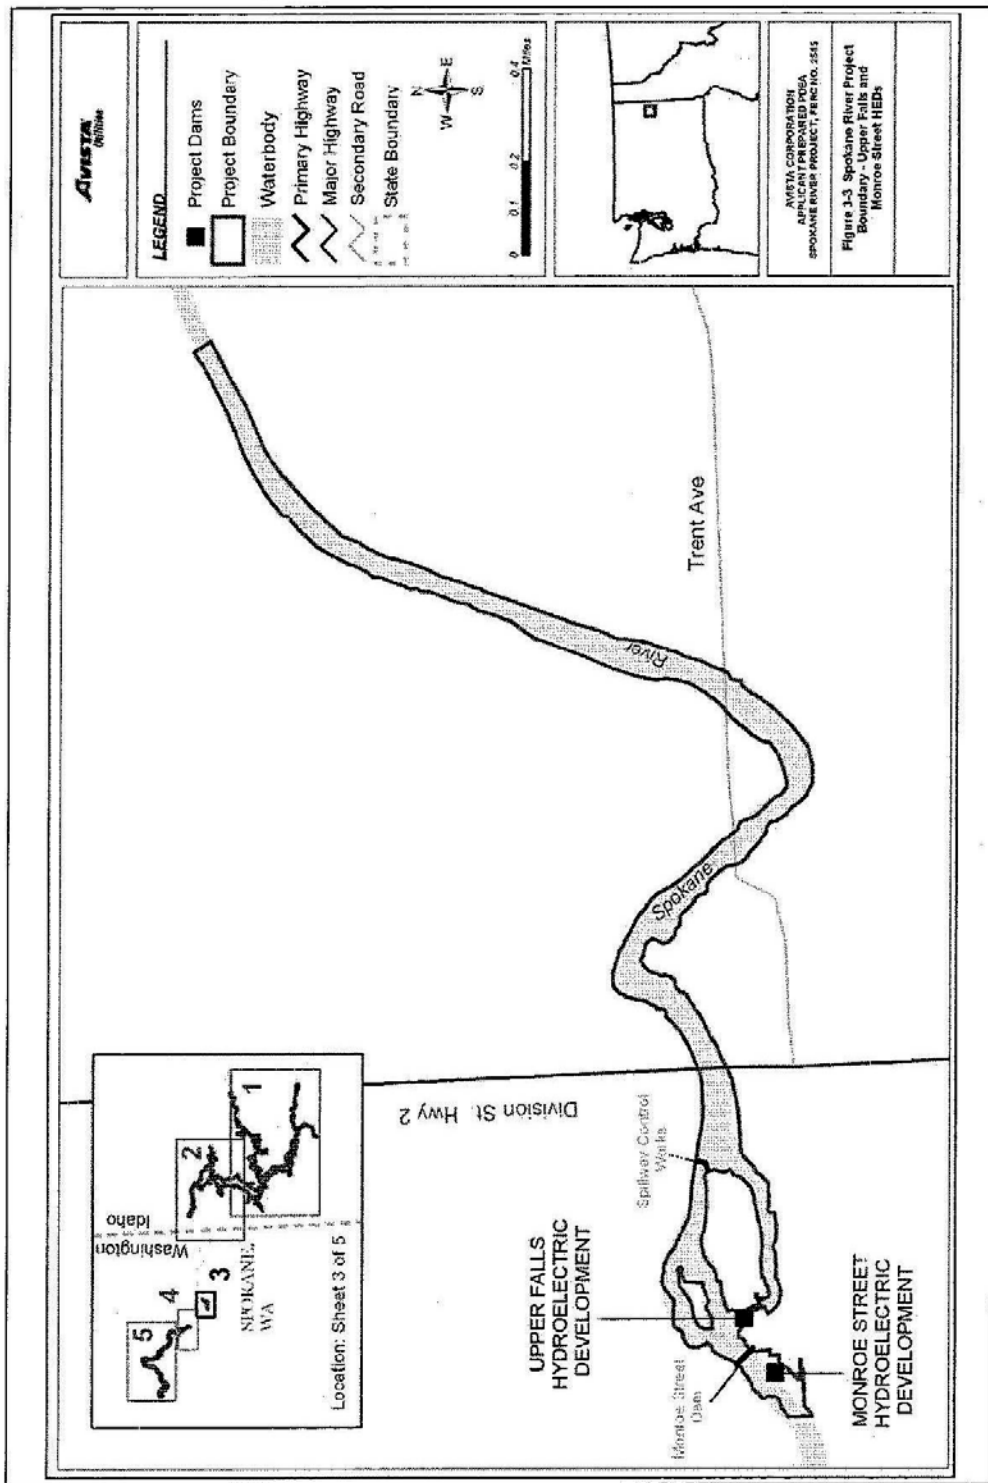 AVISTA
Utilities
LEGEND
Project Dams
Project Boundary
Waterbody
Primary Highway
Major Highway
Secondary Road
State Boundary
N
W
E
S
0
0.1
0.2
0.4
Miles
AVISTA CORPORATION
APPLICANT PREPARED PDEA
SPOKANE RIVER PROJECT, FERC NO. 2545
Figure 3-3 Spokane River Project
Boundary - Upper Falls and
Monroe Street HEDs
5
4
3
2
1
Washington
Idaho
SPOKANE,
WA
Location: Sheet 3 of 5
Division St. Hwy 2
Trent Ave
Spokane
River
Spillway Control
Works
UPPER FALLS
HYDROELECTRIC
DEVELOPMENT
Monroe Street
Dam
MONROE STREET
HYDROELECTRIC
DEVELOPMENT